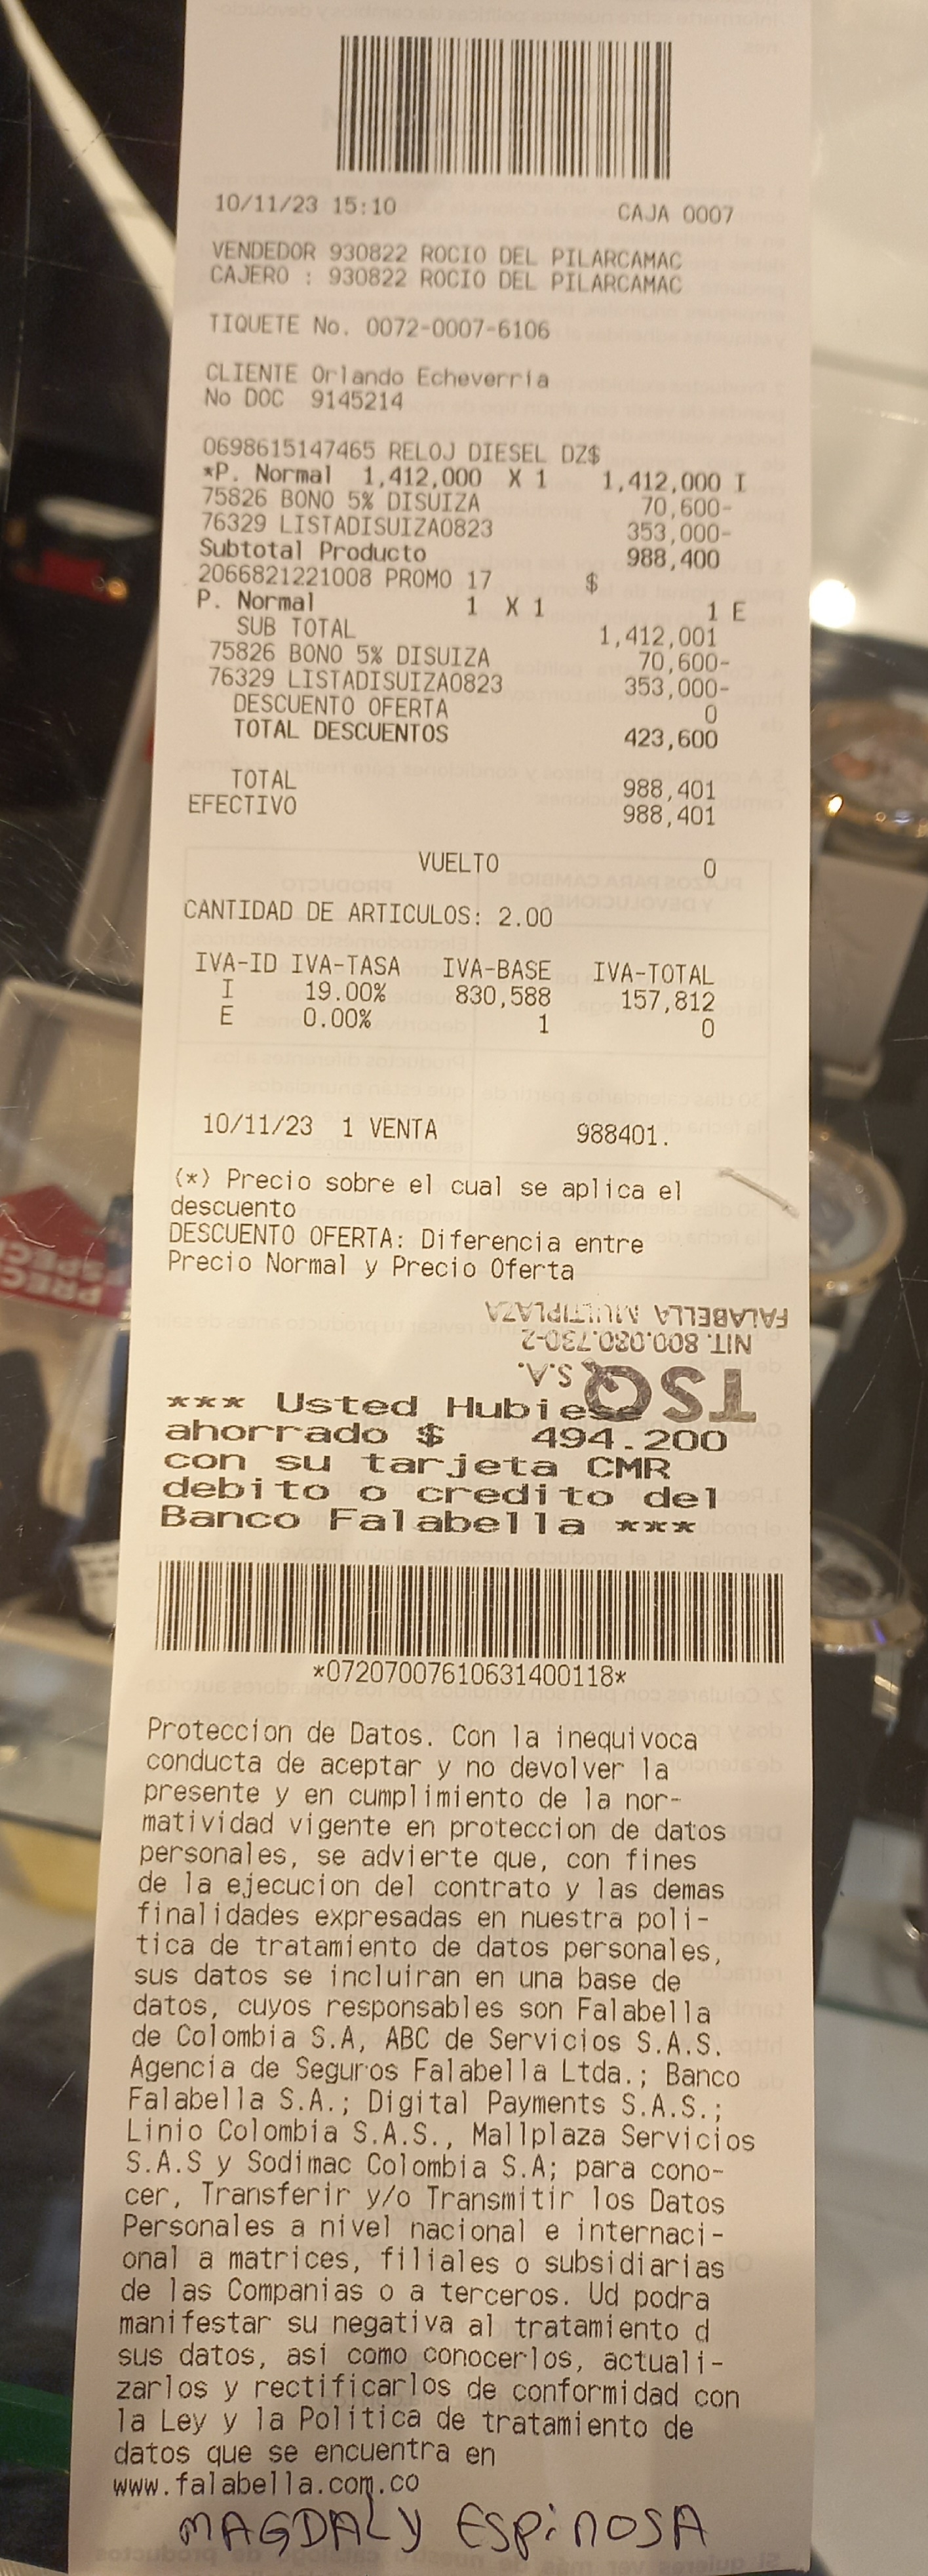 10/11/23 15:10 CAJA 0007
VENDEDOR 930822 ROCIO DEL PILARCAMAC
CAJERO : 930822 ROCIO DEL PILARCAMAC
TIQUETE No. 0072-0007-6106
CLIENTE Orlando Echeverria
No DOC 9145214
0698615147465 RELOJ DIESEL DZ$
*P. Normal 1,412,000 X 1 1,412,000 I
75826 BONO 5% DISUIZA 70,600-
76329 LISTADISUIZA0823 353,000-
Subtotal Producto 988,400
2066821221008 PROMO 17 $
P. Normal 1 X 1 1 E
SUB TOTAL 1,412,001
75826 BONO 5% DISUIZA 70,600-
76329 LISTADISUIZA0823 353,000-
DESCUENTO OFERTA 0
TOTAL DESCUENTOS 423,600
TOTAL 988,401
EFECTIVO 988,401
VUELTO 0
CANTIDAD DE ARTICULOS: 2.00
IVA-ID IVA-TASA IVA-BASE IVA-TOTAL
I 19.00% 830,588 157,812
E 0.00% 1 0
10/11/23 1 VENTA 988401.
(*) Precio sobre el cual se aplica el
descuento
DESCUENTO OFERTA: Diferencia entre
Precio Normal y Precio Oferta
FALABELLA MULTIPLAZA
NIT. 800.080.730-2
TSQ S.A.
*** Usted Hubiese
ahorrado $ 494.200
con su tarjeta CMR
debito o credito del
Banco Falabella ***
*07207007610631400118*
Proteccion de Datos. Con la inequivoca
conducta de aceptar y no devolver la
presente y en cumplimiento de la nor-
matividad vigente en proteccion de datos
personales, se advierte que, con fines
de la ejecucion del contrato y las demas
finalidades expresadas en nuestra poli-
tica de tratamiento de datos personales,
sus datos se incluiran en una base de
datos, cuyos responsables son Falabella
de Colombia S.A, ABC de Servicios S.A.S.
Agencia de Seguros Falabella Ltda.; Banco
Falabella S.A.; Digital Payments S.A.S.;
Linio Colombia S.A.S., Mallplaza Servicios
S.A.S y Sodimac Colombia S.A; para cono-
cer, Transferir y/o Transmitir los Datos
Personales a nivel nacional e internaci-
onal a matrices, filiales o subsidiarias
de las Companias o a terceros. Ud podra
manifestar su negativa al tratamiento d
sus datos, asi como conocerlos, actuali-
zarlos y rectificarlos de conformidad con
la Ley y la Politica de tratamiento de
datos que se encuentra en
www.falabella.com.co
MAGDALY ESPiNOSA